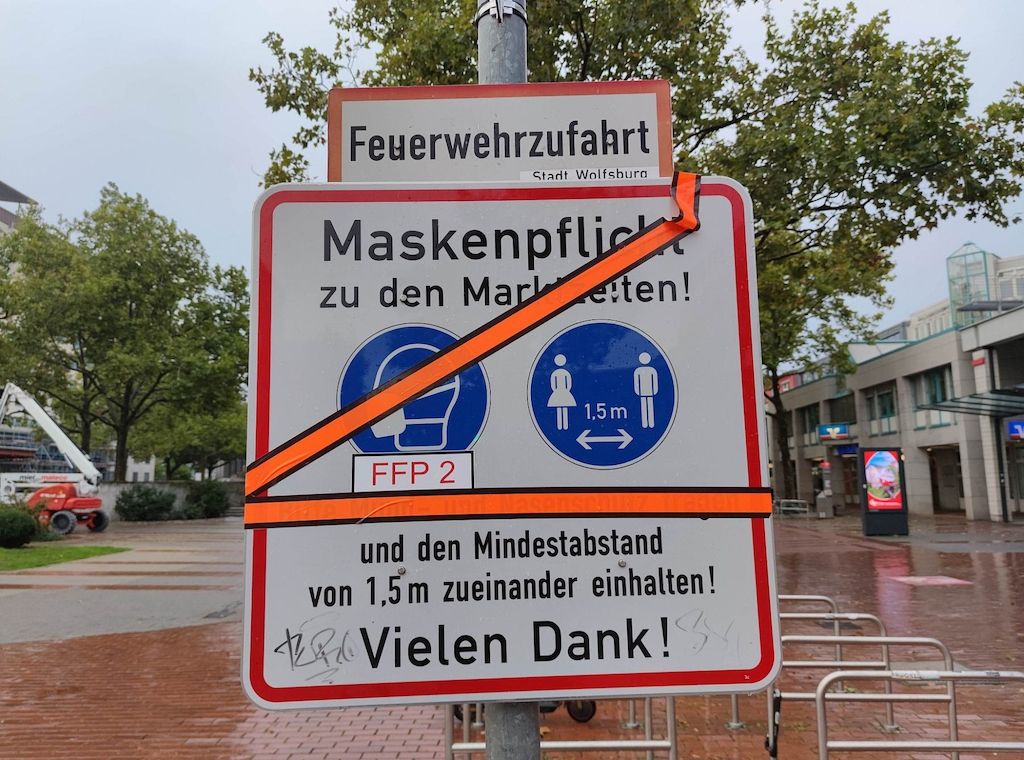 Feuerwehrzufahrt
Stadt Wolfsburg
Maskenpflicht
zu den Marktzeiten!
1,5 m
FFP 2
und den Mindestabstand
von 1,5 m zueinander einhalten!
Vielen Dank!